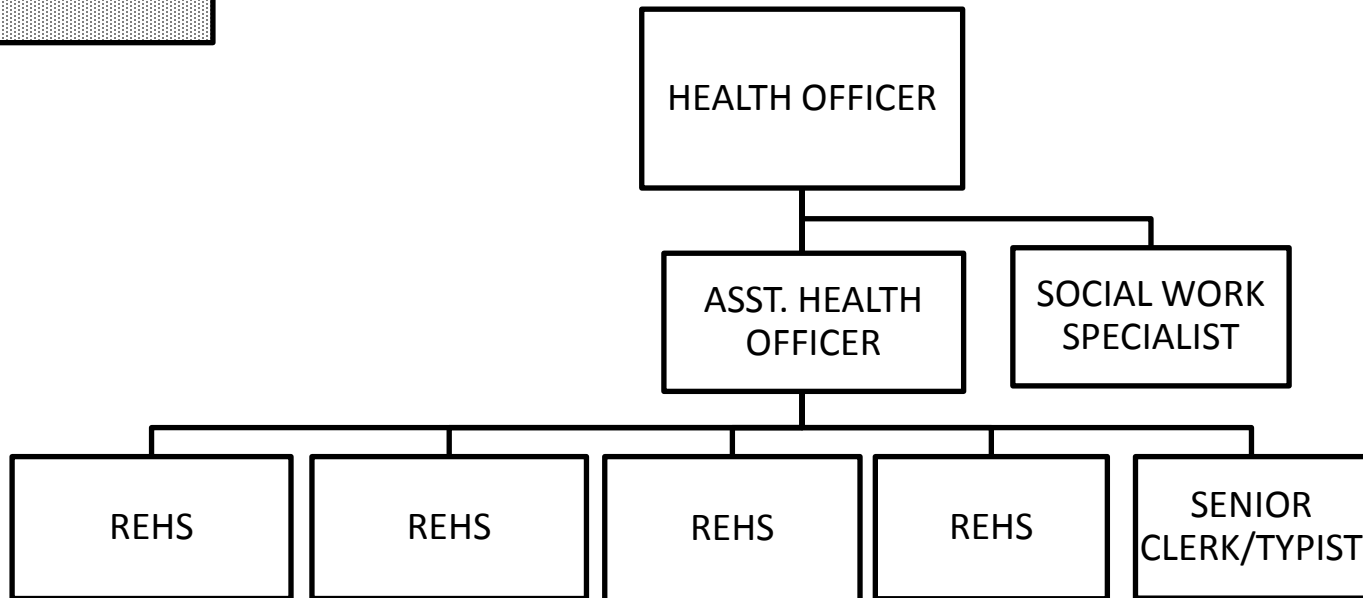 HEALTH OFFICER
ASST. HEALTH
OFFICER
SOCIAL WORK
SPECIALIST
REHS
REHS
REHS
REHS
SENIOR
CLERK/TYPIST